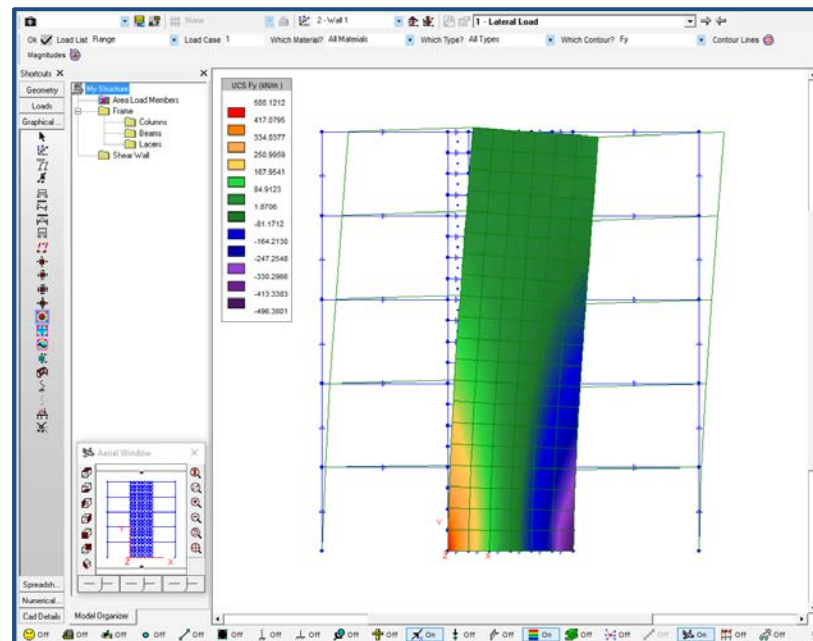 None 2 - Wall 1 1 - Lateral Load
Ok Load List Range Load Case 1 Which Material? All Materials Which Type? All Types Which Contour? Fy Contour Lines
Magnitudes
Shortcuts X
Geometry
Loads
Graphical ...
Spreadsh...
Numerical...
Cad Details
My Structure
Area Load Members
Frame
Columns
Beams
Lacers
Shear Wall
Aerial Window
Y
Z X
Model Organizer
UCS Fy (kN/m )
500.1212
417.0795
334.0377
250.9959
167.9541
84.9123
1.8706
-81.1712
-164.2130
-247.2548
-330.2966
-413.3383
-496.3801
Y
Z X
Off Off Off Off Off Off Off Off Off Off On Off Off On Off Off Off On Off Off